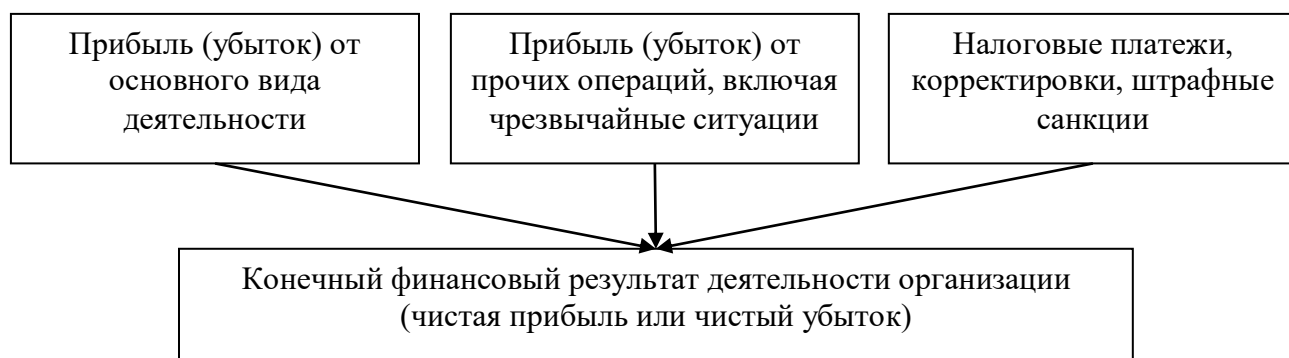 Прибыль (убыток) от
основного вида
деятельности
Прибыль (убыток) от
прочих операций, включая
чрезвычайные ситуации
Налоговые платежи,
корректировки, штрафные
санкции
Конечный финансовый результат деятельности организации
(чистая прибыль или чистый убыток)